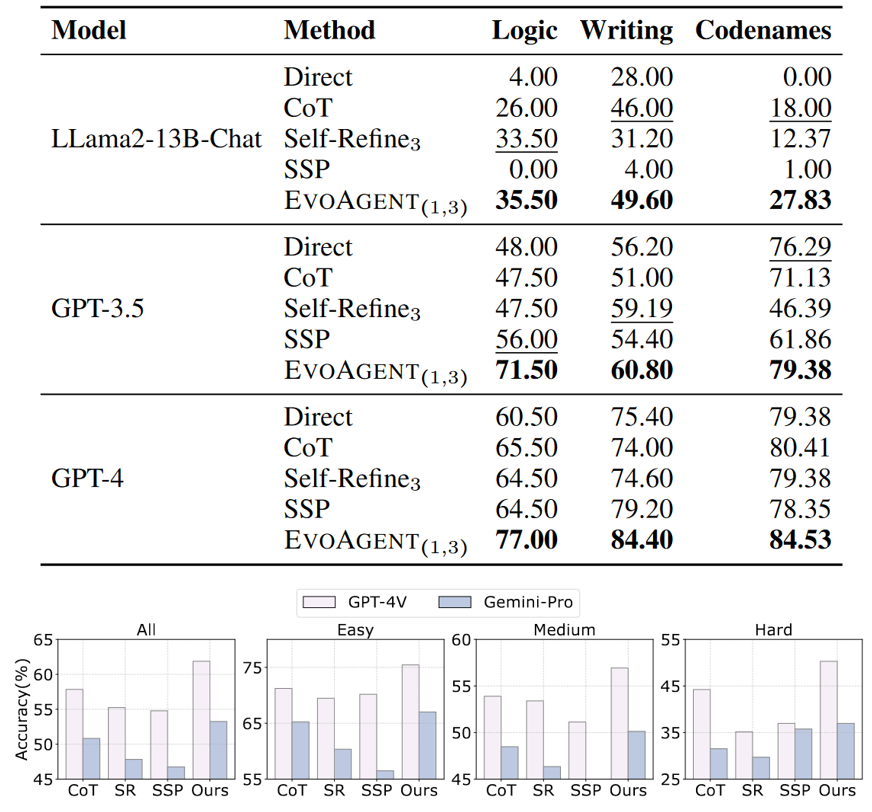 Model Method Logic Writing Codenames
Direct 4.00 28.00 0.00
CoT 26.00 46.00 18.00
LLama2-13B-Chat Self-Refine₃ 33.50 31.20 12.37
SSP 0.00 4.00 1.00
EVOAGENT₍₁,₃₎ 35.50 49.60 27.83
Direct 48.00 56.20 76.29
CoT 47.50 51.00 71.13
GPT-3.5 Self-Refine₃ 47.50 59.19 46.39
SSP 56.00 54.40 61.86
EVOAGENT₍₁,₃₎ 71.50 60.80 79.38
Direct 60.50 75.40 79.38
CoT 65.50 74.00 80.41
GPT-4 Self-Refine₃ 64.50 74.60 79.38
SSP 64.50 79.20 78.35
EVOAGENT₍₁,₃₎ 77.00 84.40 84.53
GPT-4V Gemini-Pro
All Easy Medium Hard
Accuracy(%)
65
60
55
50
45
CoT SR SSP Ours
75
65
55
CoT SR SSP Ours
60
55
50
45
CoT SR SSP Ours
55
45
35
25
CoT SR SSP Ours